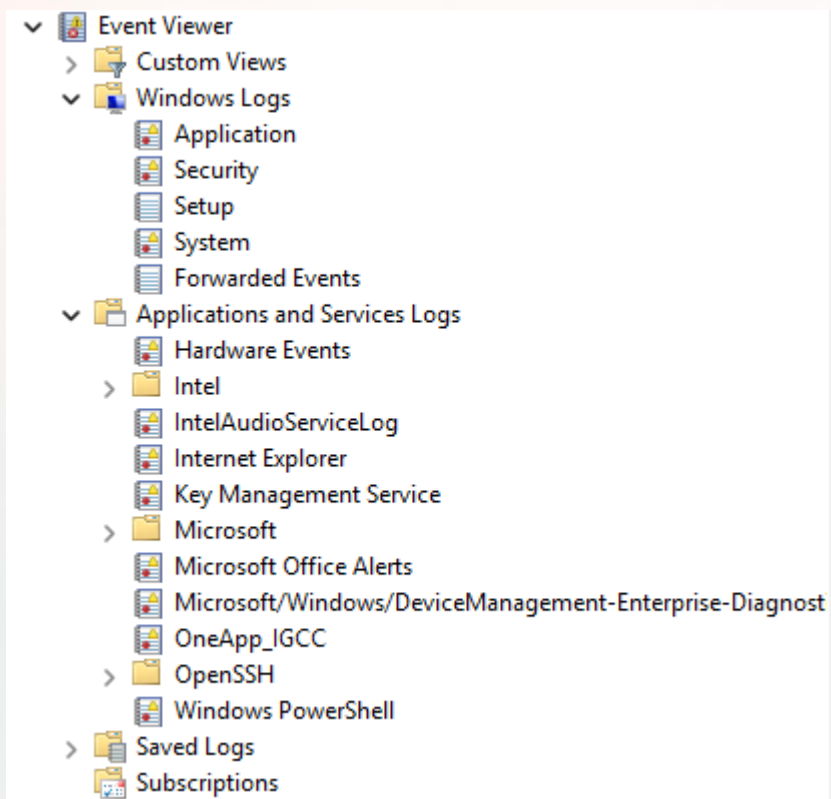 Event Viewer
Custom Views
Windows Logs
Application
Security
Setup
System
Forwarded Events
Applications and Services Logs
Hardware Events
Intel
IntelAudioServiceLog
Internet Explorer
Key Management Service
Microsoft
Microsoft Office Alerts
Microsoft/Windows/DeviceManagement-Enterprise-Diagnost
OneApp_IGCC
OpenSSH
Windows PowerShell
Saved Logs
Subscriptions